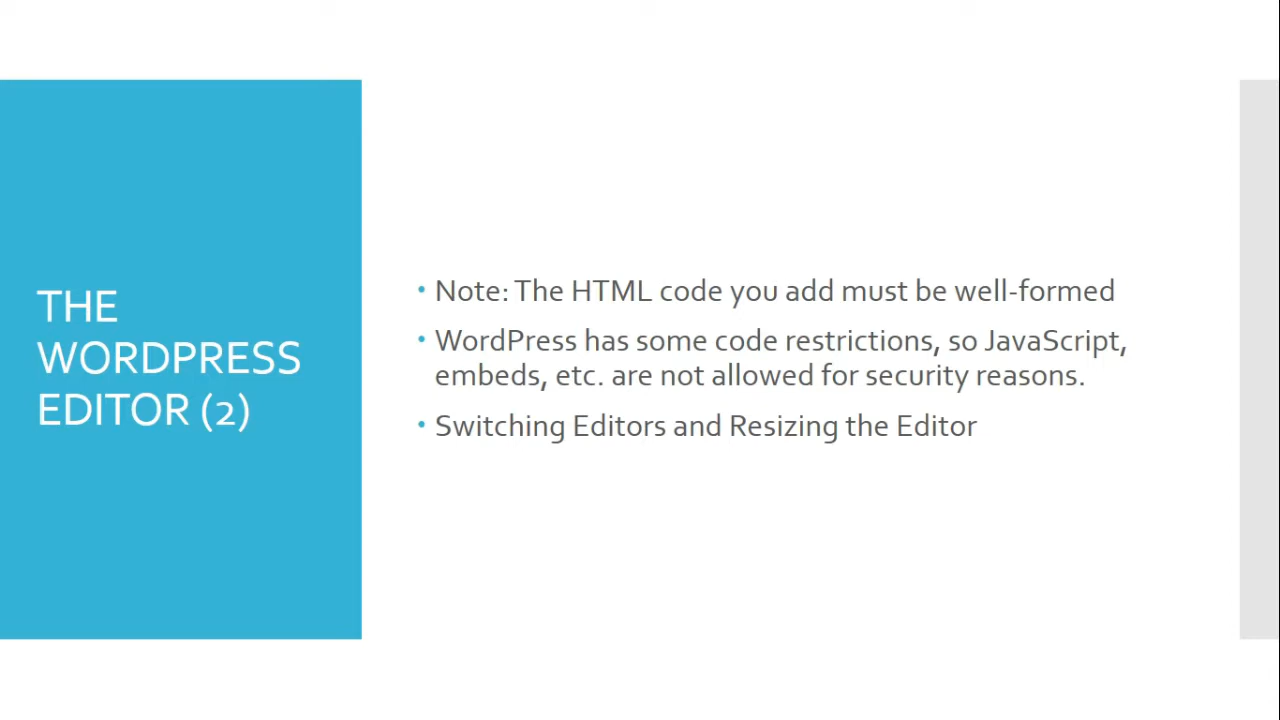 THE
WORDPRESS
EDITOR (2)
• Note: The HTML code you add must be well-formed
• WordPress has some code restrictions, so JavaScript,
embeds, etc. are not allowed for security reasons.
• Switching Editors and Resizing the Editor